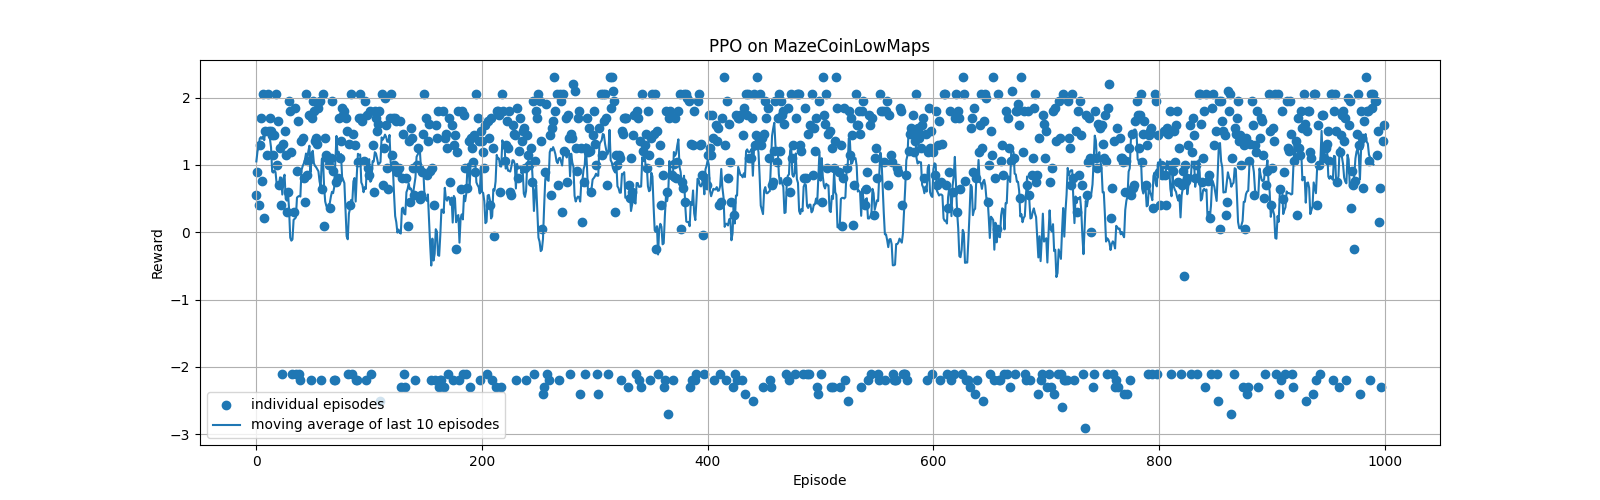 PPO on MazeCoinLowMaps
Reward
2
1
0
−1
−2
−3
individual episodes
moving average of last 10 episodes
0 200 400 600 800 1000
Episode